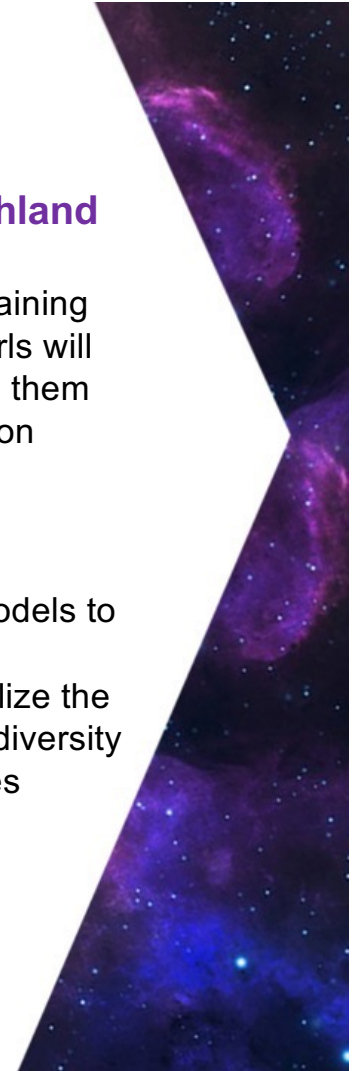 hland
aining
rls will
them
on
odels to
lize the
diversity
es